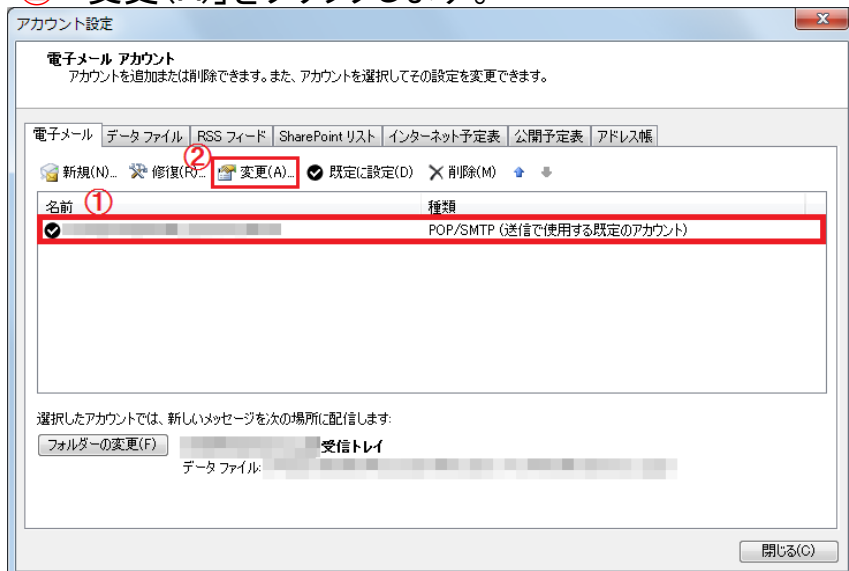 アカウント設定
電子メール アカウント
アカウントを追加または削除できます。また、アカウントを選択してその設定を変更できます。
電子メール データ ファイル RSS フィード SharePoint リスト インターネット予定表 公開予定表 アドレス帳
②
新規(N)... 修復(R)... 変更(A)... 既定に設定(D) 削除(M)
名前 ① 種類
POP/SMTP (送信で使用する既定のアカウント)
選択したアカウントでは、新しいメッセージを次の場所に配信します:
フォルダーの変更(F) 受信トレイ
データ ファイル:
閉じる(C)